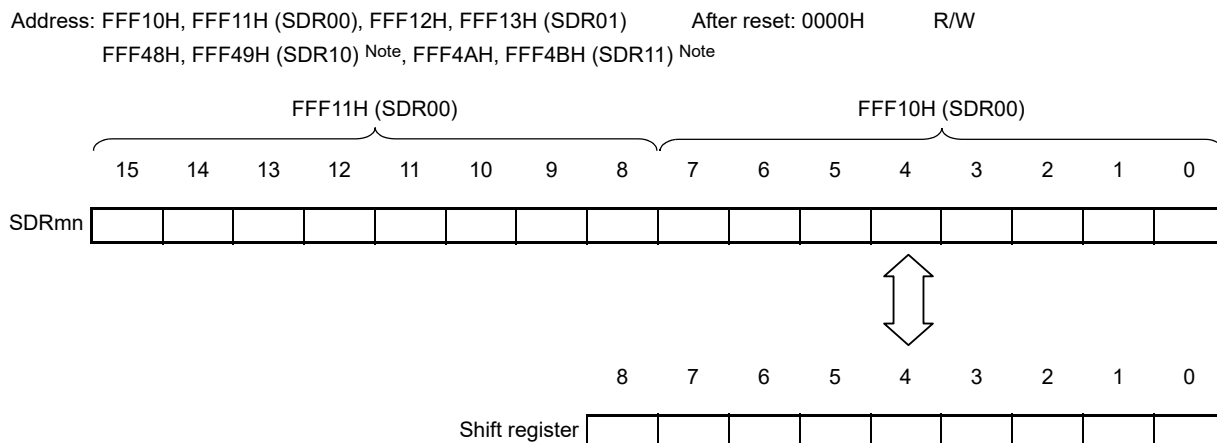 Address: FFF10H, FFF11H (SDR00), FFF12H, FFF13H (SDR01) After reset: 0000H R/W
FFF48H, FFF49H (SDR10) Note, FFF4AH, FFF4BH (SDR11) Note
FFF11H (SDR00) FFF10H (SDR00)
15 14 13 12 11 10 9 8 7 6 5 4 3 2 1 0
SDRmn
8 7 6 5 4 3 2 1 0
Shift register